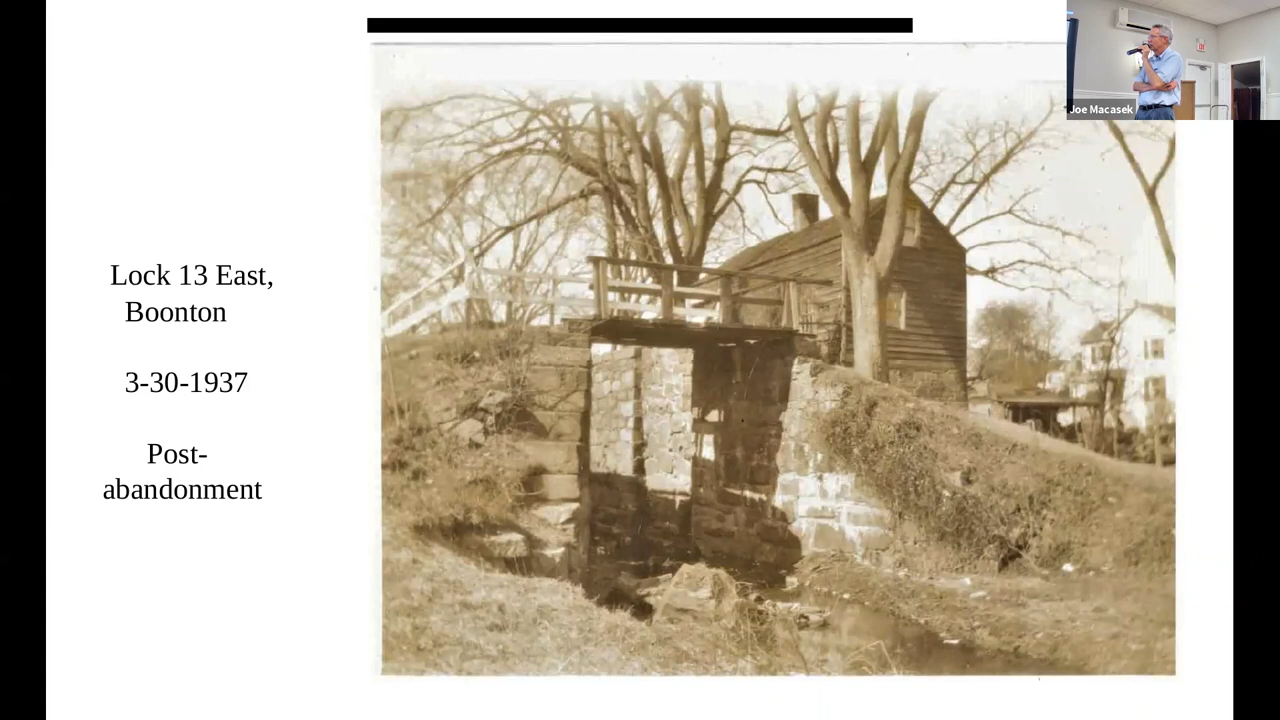 Lock 13 East,
Boonton
3-30-1937
Post-
abandonment
Joe Macasek